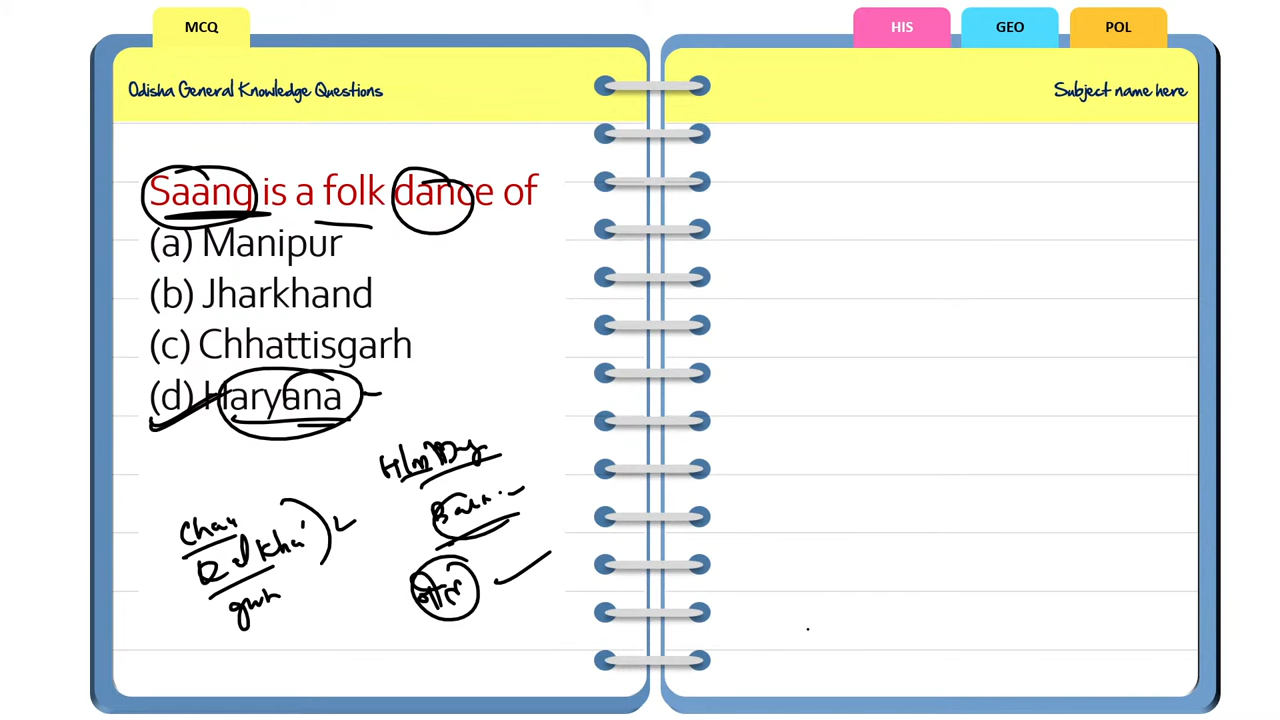 MCQ
HIS GEO POL
Odisha General Knowledge Questions
Subject name here
Saang is a folk dance of
(a) Manipur
(b) Jharkhand
(c) Chhattisgarh
(d) Haryana